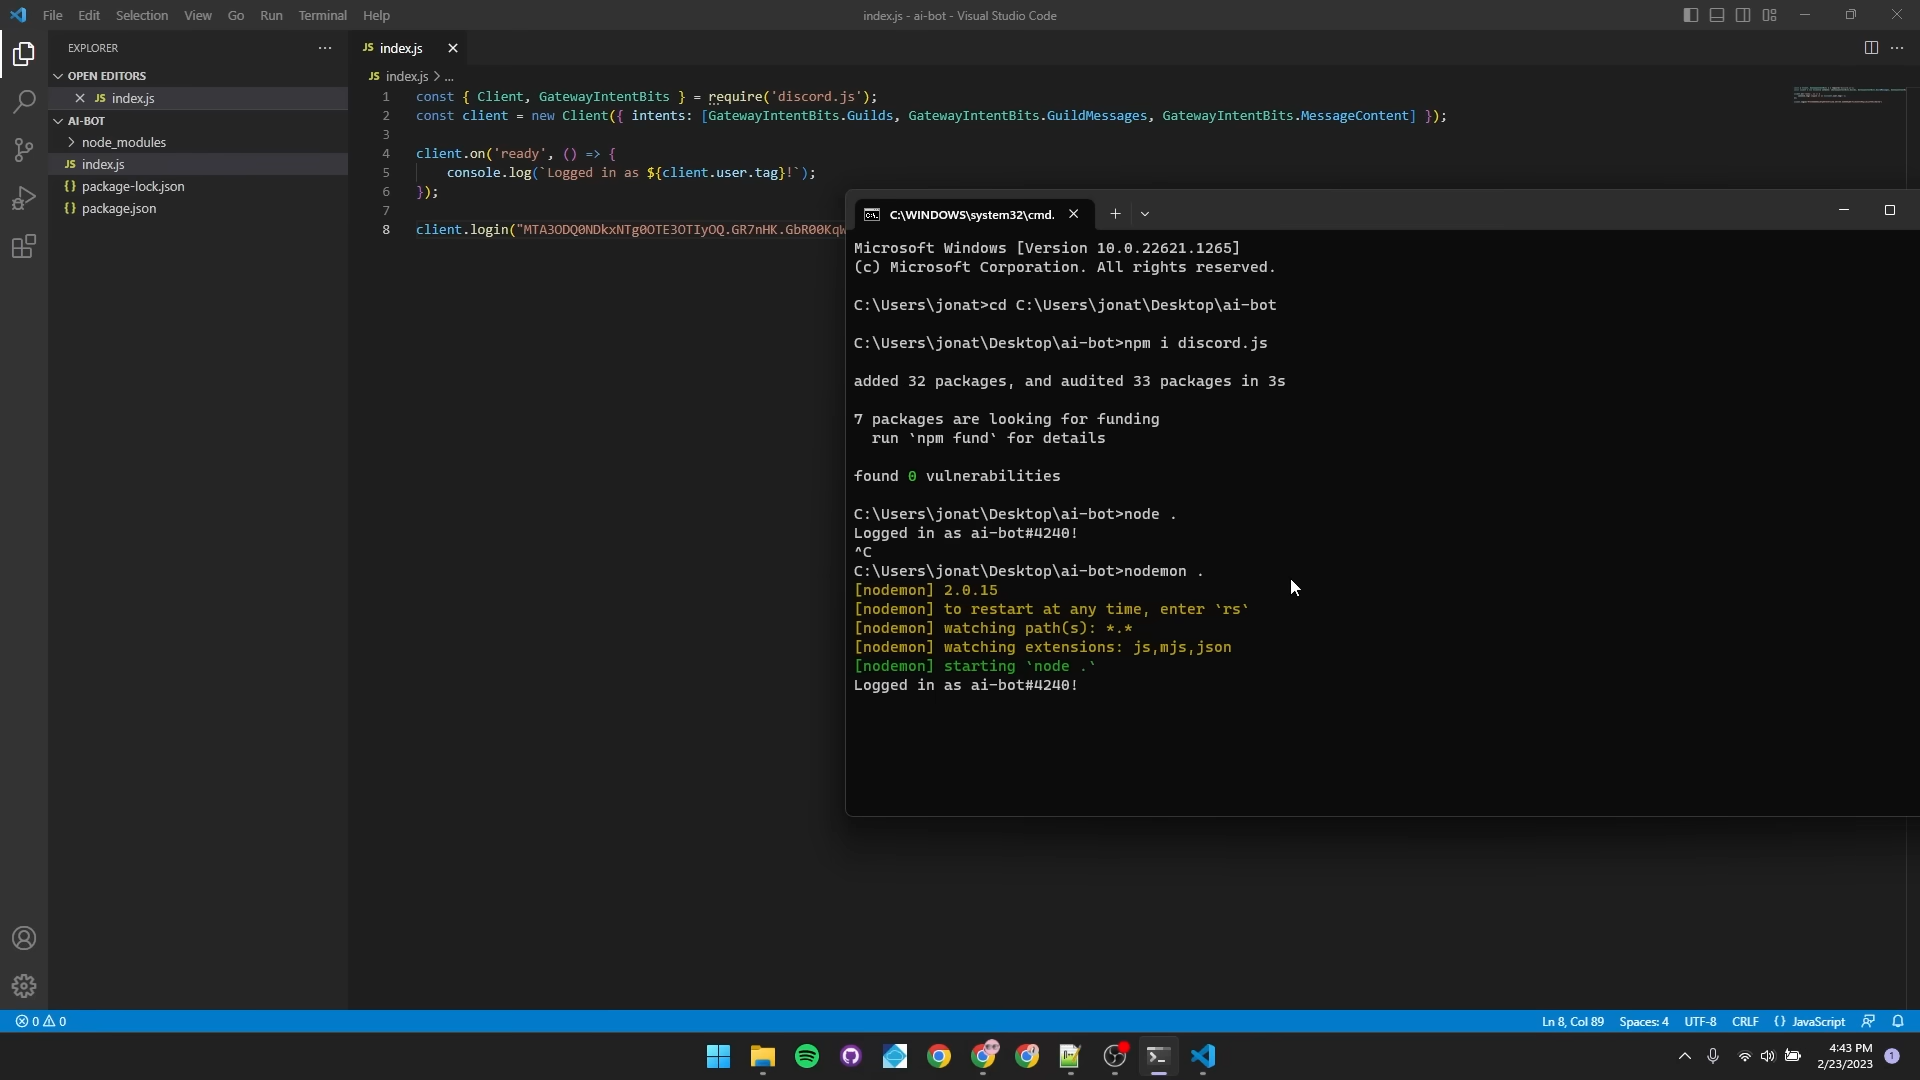 File Edit Selection View Go Run Terminal Help
index.js - ai-bot - Visual Studio Code
EXPLORER
OPEN EDITORS
JS index.js
AI-BOT
node_modules
JS index.js
{} package-lock.json
{} package.json
JS index.js
JS index.js > ...
1 const { Client, GatewayIntentBits } = require('discord.js');
2 const client = new Client({ intents: [GatewayIntentBits.Guilds, GatewayIntentBits.GuildMessages, GatewayIntentBits.MessageContent] });
3
4 client.on('ready', () => {
5 console.log(`Logged in as ${client.user.tag}!`);
6 });
7
8 client.login("MTA3ODQ0NDkxNTg0OTE3OTIyOQ.GR7nHK.GbR00KqW
C:\WINDOWS\system32\cmd.
Microsoft Windows [Version 10.0.22621.1265]
(c) Microsoft Corporation. All rights reserved.
C:\Users\jonat>cd C:\Users\jonat\Desktop\ai-bot
C:\Users\jonat\Desktop\ai-bot>npm i discord.js
added 32 packages, and audited 33 packages in 3s
7 packages are looking for funding
run `npm fund` for details
found 0 vulnerabilities
C:\Users\jonat\Desktop\ai-bot>node .
Logged in as ai-bot#4240!
^C
C:\Users\jonat\Desktop\ai-bot>nodemon .
[nodemon] 2.0.15
[nodemon] to restart at any time, enter `rs`
[nodemon] watching path(s): *.*
[nodemon] watching extensions: js,mjs,json
[nodemon] starting `node .`
Logged in as ai-bot#4240!
0 0
Ln 8, Col 89 Spaces: 4 UTF-8 CRLF {} JavaScript
4:43 PM
2/23/2023
1